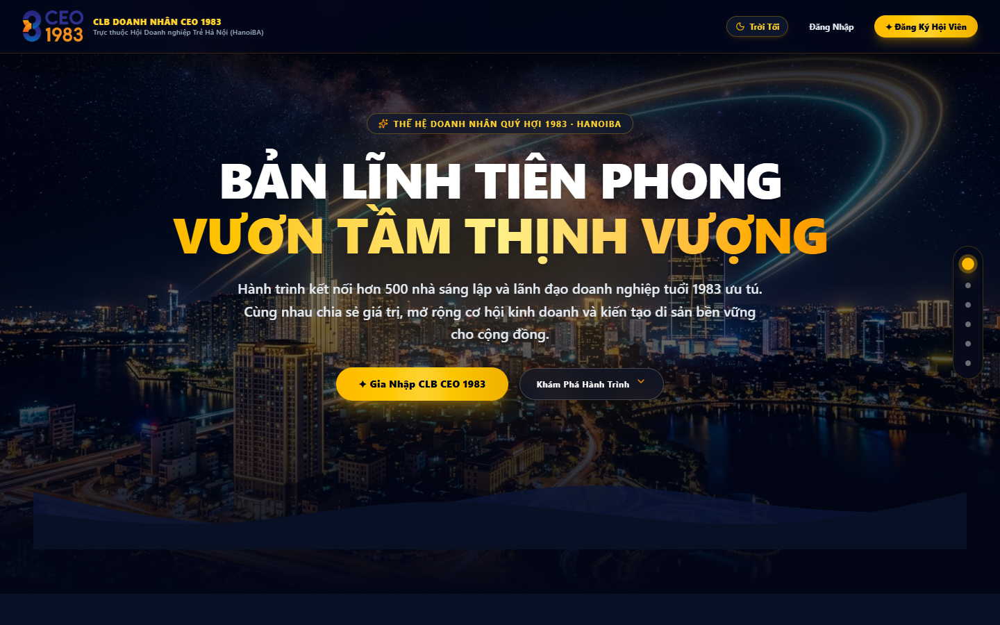 CEO
1983
CLB DOANH NHÂN CEO 1983
Trực thuộc Hội Doanh nghiệp Trẻ Hà Nội (HanoiBA)
Trời Tối
Đăng Nhập
✦ Đăng Ký Hội Viên
THẾ HỆ DOANH NHÂN QUÝ HỢI 1983 · HANOIBA
BẢN LĨNH TIÊN PHONG
VƯƠN TẦM THỊNH VƯỢNG
Hành trình kết nối hơn 500 nhà sáng lập và lãnh đạo doanh nghiệp tuổi 1983 ưu tú.
Cùng nhau chia sẻ giá trị, mở rộng cơ hội kinh doanh và kiến tạo di sản bền vững
cho cộng đồng.
✦ Gia Nhập CLB CEO 1983
Khám Phá Hành Trình